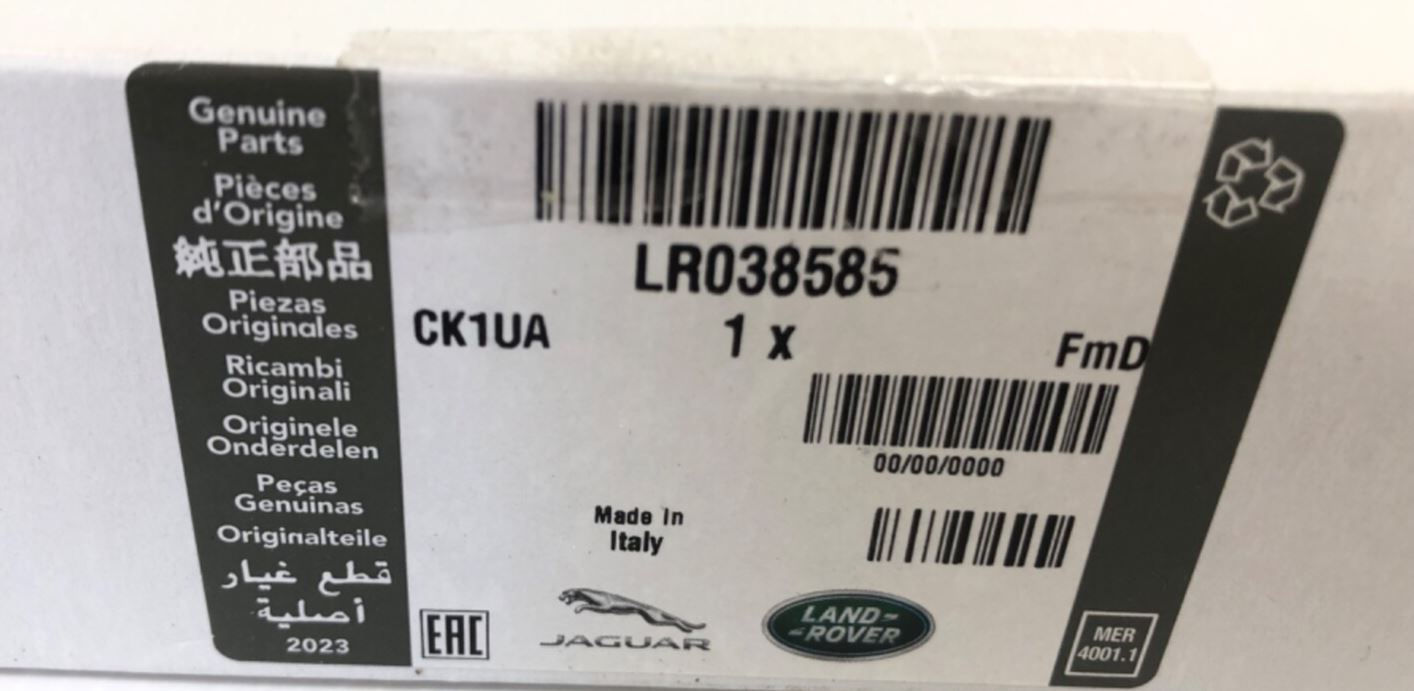 Genuine
Parts
Pièces
d'Origine
純正部品
Piezas
Originales
Ricambi
Originali
Originele
Onderdelen
Peças
Genuinas
Originalteile
قطع غيار
أصلية
2023
LR038585
CK1UA
1 x
FmD
00/00/0000
Made In
Italy
EAC
JAGUAR
LAND-
-ROVER
MER
4001.1